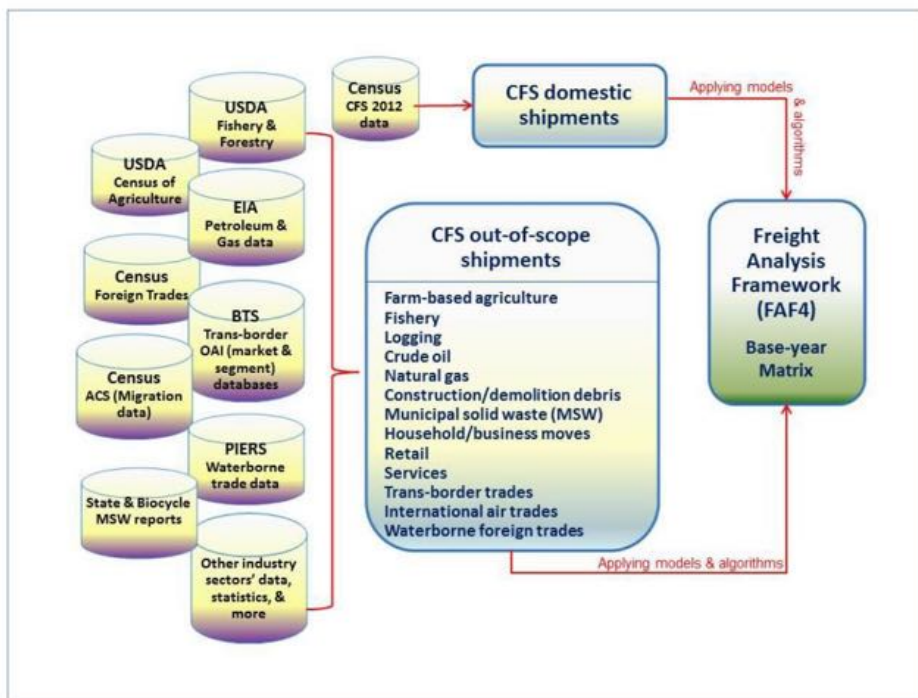 USDA
Fishery &
Forestry
USDA
Census of
Agriculture
EIA
Petroleum &
Gas data
Census
Foreign Trades
BTS
Trans-border
OAI (market &
segment)
databases
Census
ACS (Migration
data)
PIERS
Waterborne
trade data
State & Biocycle
MSW reports
Other industry
sectors' data,
statistics, &
more
Census
CFS 2012
data
CFS domestic
shipments
Applying models
& algorithms
CFS out-of-scope
shipments
Farm-based agriculture
Fishery
Logging
Crude oil
Natural gas
Construction/demolition debris
Municipal solid waste (MSW)
Household/business moves
Retail
Services
Trans-border trades
International air trades
Waterborne foreign trades
Applying models & algorithms
Freight
Analysis
Framework
(FAF4)
Base-year
Matrix